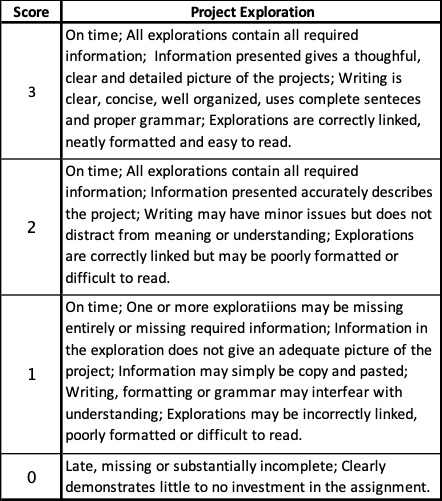 Score Project Exploration
3
On time; All explorations contain all required
information;  Information presented gives a thoughful,
clear and detailed picture of the projects; Writing is
clear, concise, well organized, uses complete senteces
and proper grammar; Explorations are correctly linked,
neatly formatted and easy to read.
2
On time; All explorations contain all required
information; Information presented accurately describes
the project; Writing may have minor issues but does not
distract from meaning or understanding; Explorations
are correctly linked but may be poorly formatted or
difficult to read.
1
On time; One or more exploratiions may be missing
entirely or missing required information; Information in
the exploration does not give an adequate picture of the
project; Information may simply be copy and pasted;
Writing, formatting or grammar may interfear with
understanding; Explorations may be incorrectly linked,
poorly formatted or difficult to read.
0
Late, missing or substantially incomplete; Clearly
demonstrates little to no investment in the assignment.